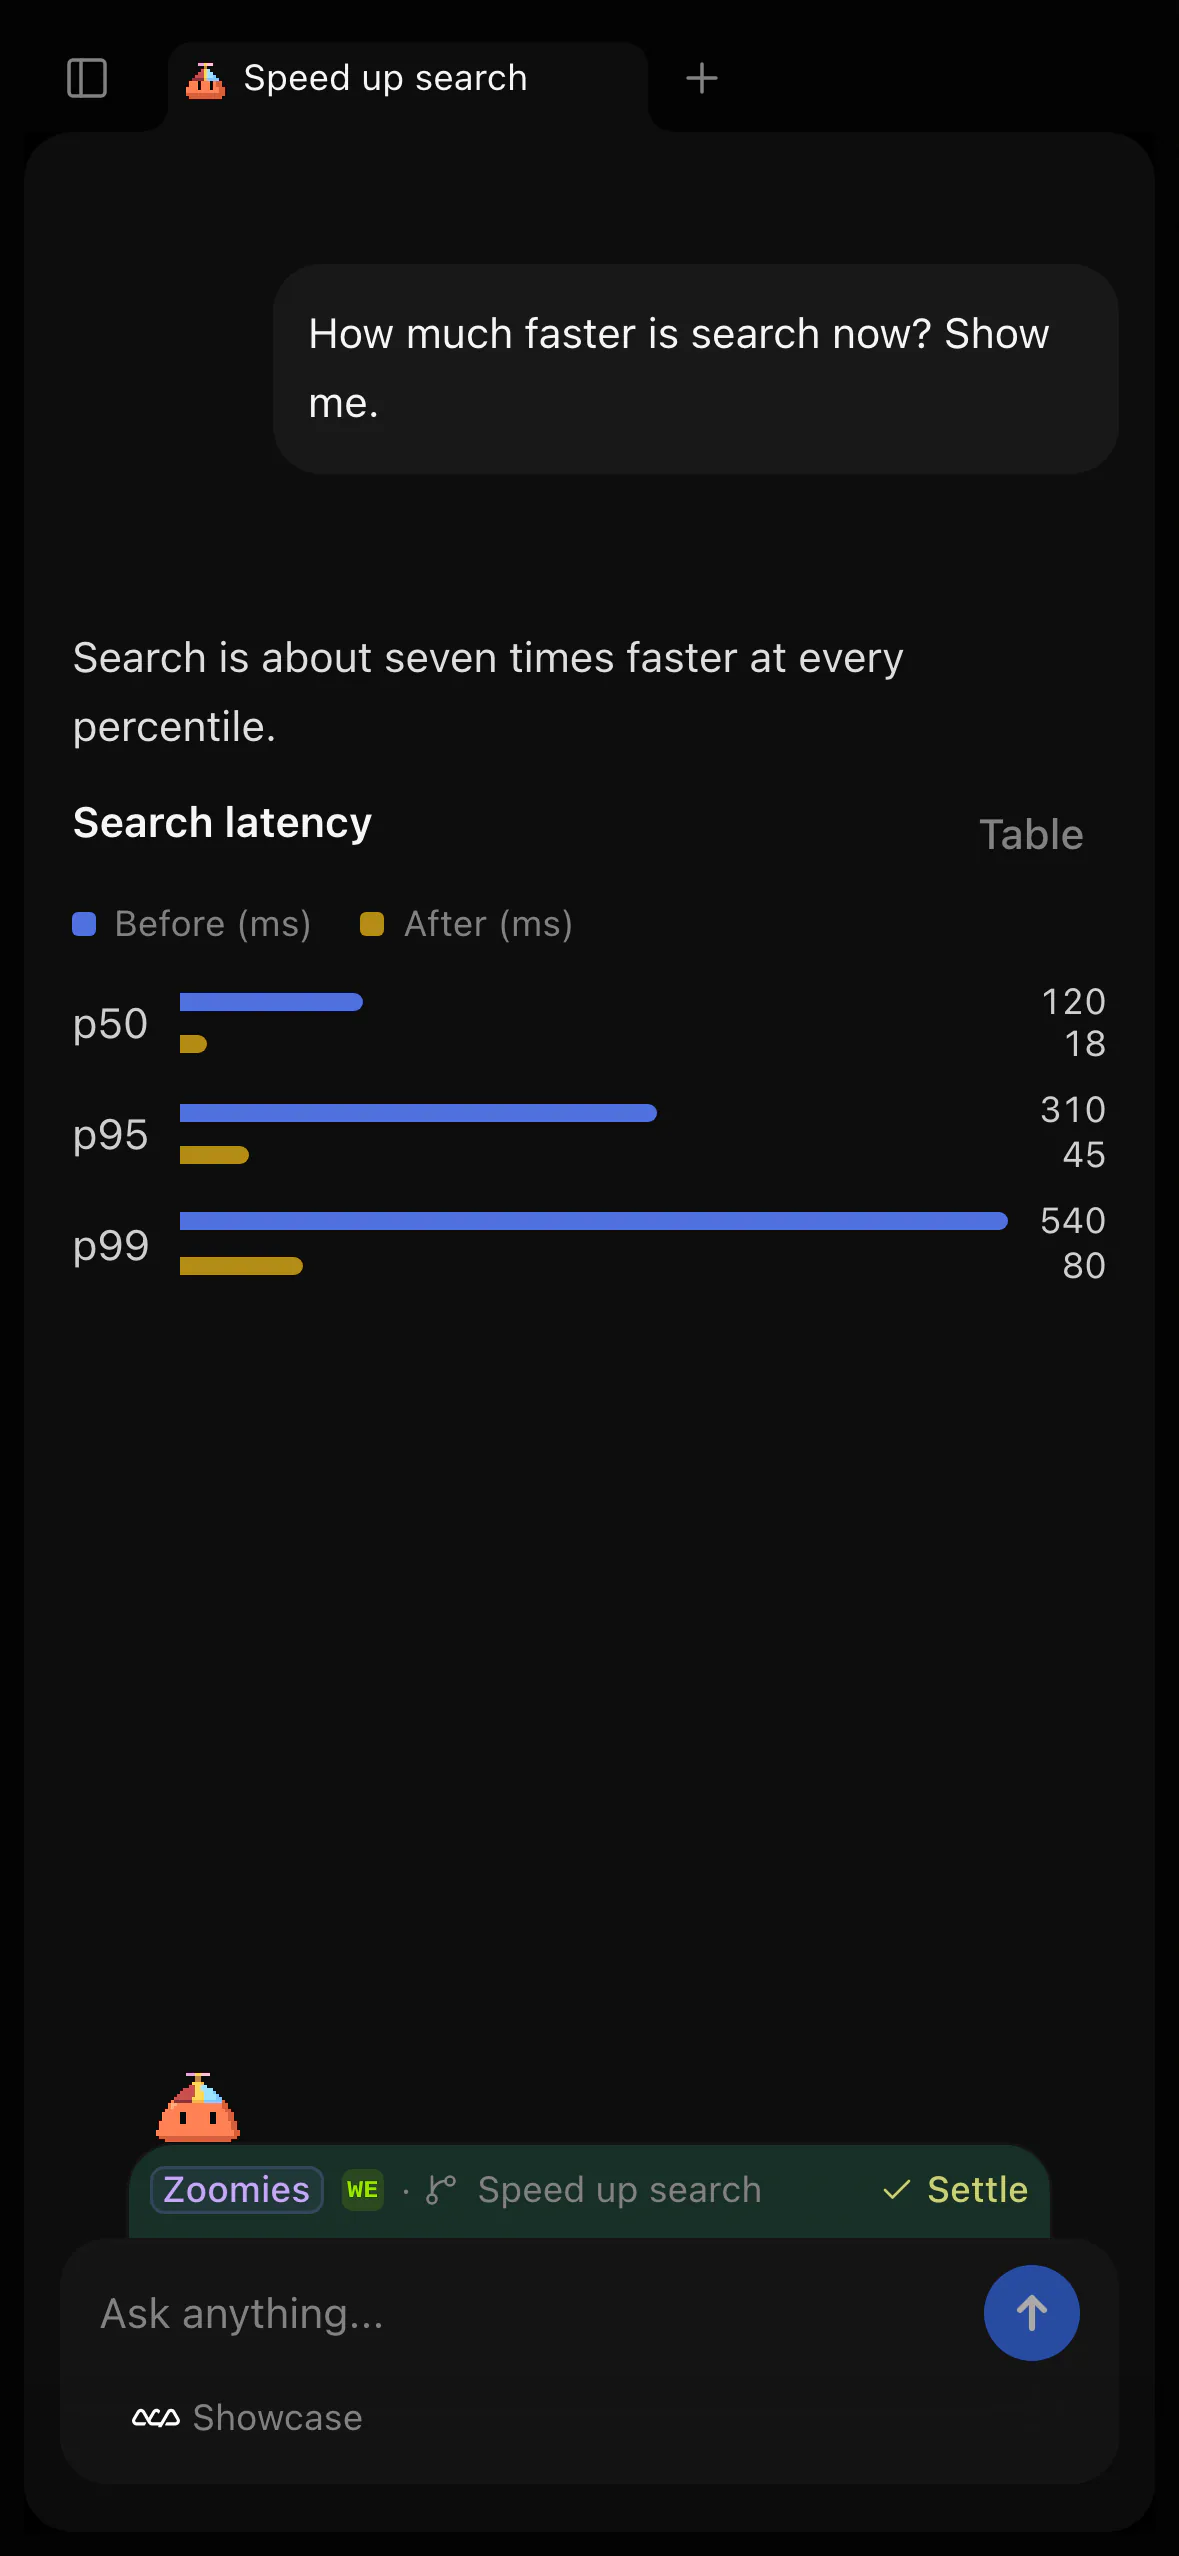 Speed up search
How much faster is search now? Show
me.
Search is about seven times faster at every
percentile.
Search latency
Table
Before (ms) After (ms)
p50
120
18
p95
310
45
p99
540
80
Zoomies WE · Speed up search Settle
Ask anything...
Showcase